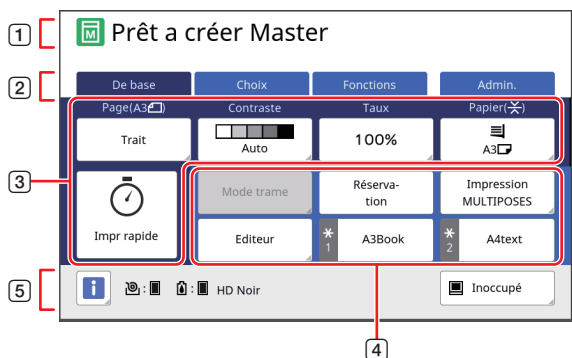 1
M Prêt a créer Master
2
De base Choix Fonctions Admin.
Page(A3) Contraste Taux Papier( )
Trait Auto 100% A3
3
Mode trame Réserva-
tion Impression
MULTIPOSES
Impr rapide Editeur * 1 A3Book * 2 A4text
5
i : : HD Noir Inoccupé
4